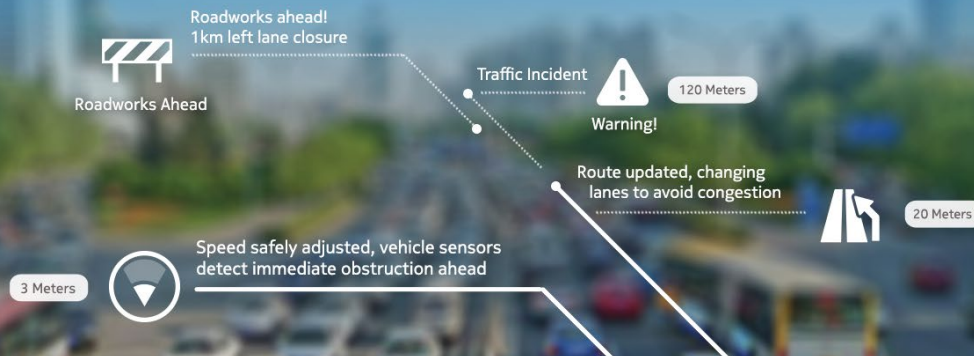 Roadworks ahead!
1km left lane closure
Roadworks Ahead
Traffic Incident
120 Meters
Warning!
Route updated, changing
lanes to avoid congestion
20 Meters
Speed safely adjusted, vehicle sensors
detect immediate obstruction ahead
3 Meters